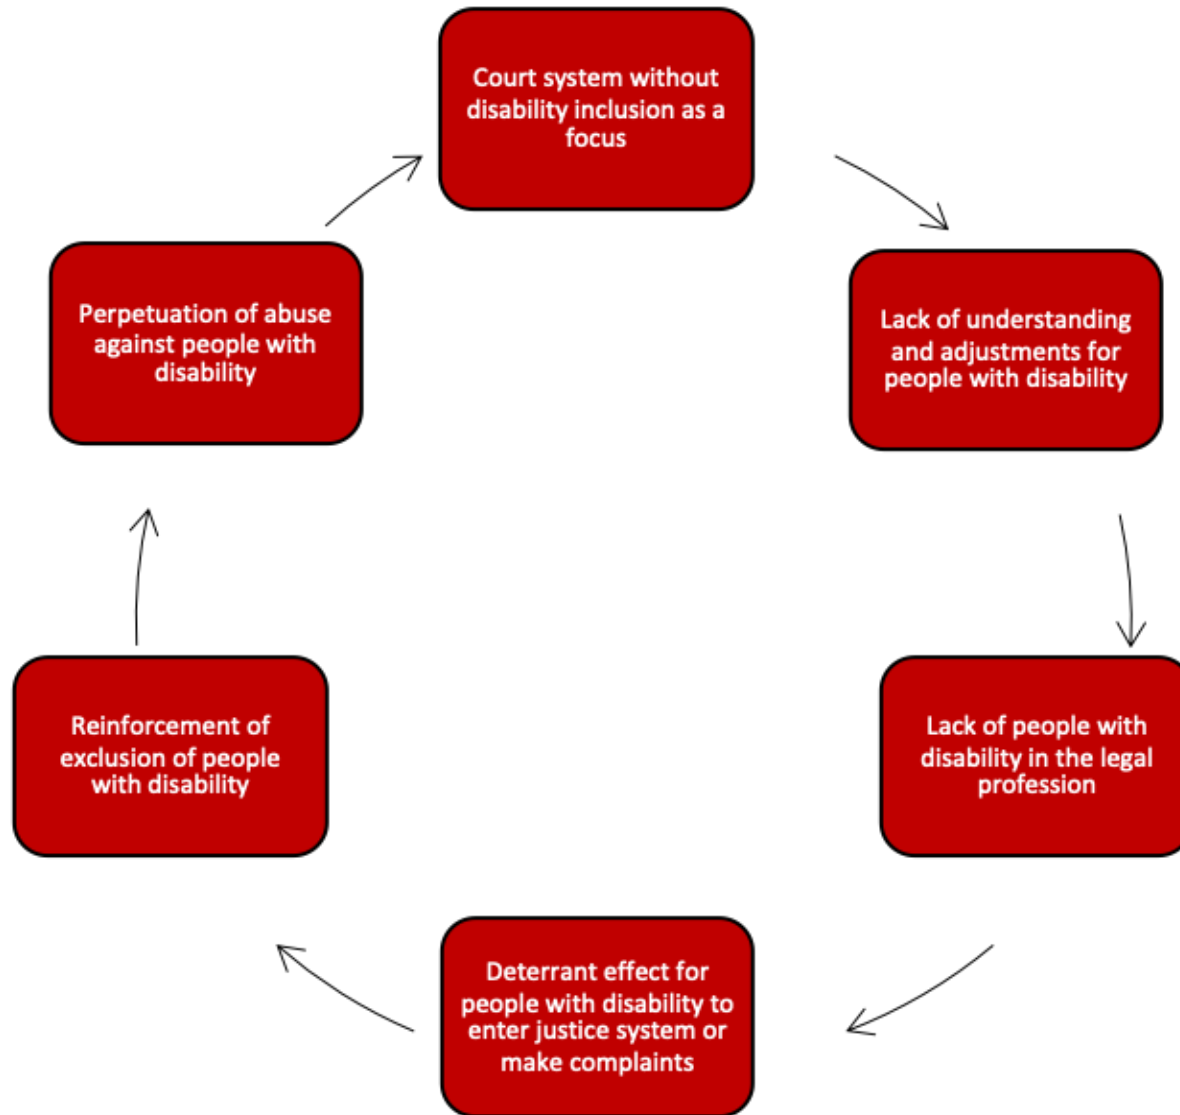 Court system without
disability inclusion as a
focus
Lack of understanding
and adjustments for
people with disability
Lack of people with
disability in the legal
profession
Deterrant effect for
people with disability to
enter justice system or
make complaints
Reinforcement of
exclusion of people
with disability
Perpetuation of abuse
against people with
disability